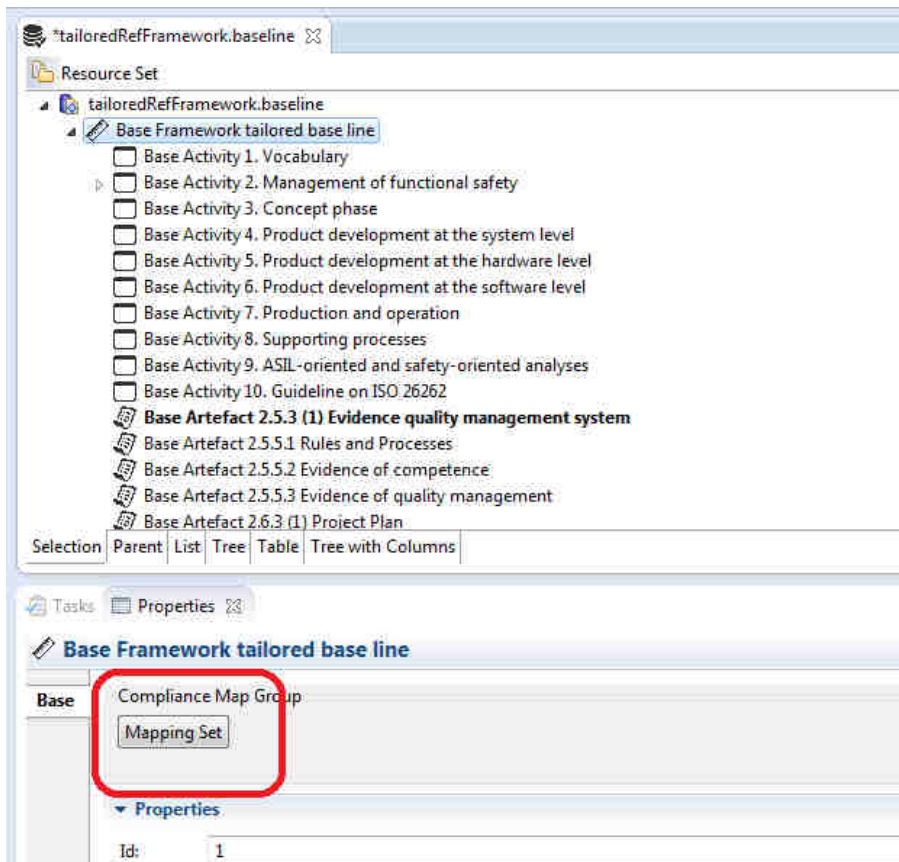 *tailoredRefFramework.baseline
Resource Set
tailoredRefFramework.baseline
Base Framework tailored base line
Base Activity 1. Vocabulary
Base Activity 2. Management of functional safety
Base Activity 3. Concept phase
Base Activity 4. Product development at the system level
Base Activity 5. Product development at the hardware level
Base Activity 6. Product development at the software level
Base Activity 7. Production and operation
Base Activity 8. Supporting processes
Base Activity 9. ASIL-oriented and safety-oriented analyses
Base Activity 10. Guideline on ISO 26262
Base Artefact 2.5.3 (1) Evidence quality management system
Base Artefact 2.5.5.1 Rules and Processes
Base Artefact 2.5.5.2 Evidence of competence
Base Artefact 2.5.5.3 Evidence of quality management
Base Artefact 2.6.3 (1) Project Plan
Selection Parent List Tree Table Tree with Columns
Tasks Properties
Base Framework tailored base line
Base Compliance Map Group
Mapping Set
Properties
Id: 1